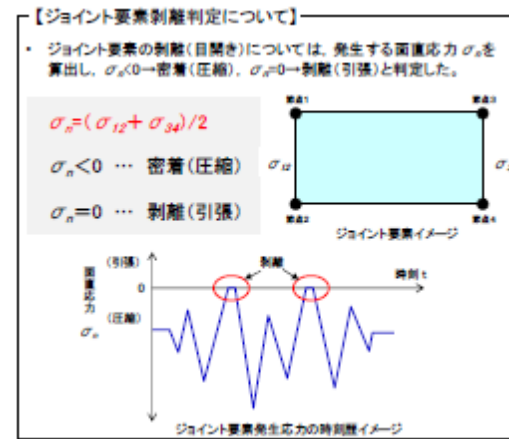 【ジョイント要素剥離判定について】
・ ジョイント要素の剥離(目開き)については,発生する面直応力σnを
算出し,σn<0→密着(圧縮),σn=0→剥離(引張)と判定した。
σn=(σ12+σ34)/2
σn<0 … 密着(圧縮)
σn=0 … 剥離(引張)
節点1
節点3
σ12
節点2
節点4
ジョイント要素イメージ
(引張)
剥離
時刻 t
0
面直応力
(圧縮)
σn
ジョイント要素発生応力の時刻歴イメージ